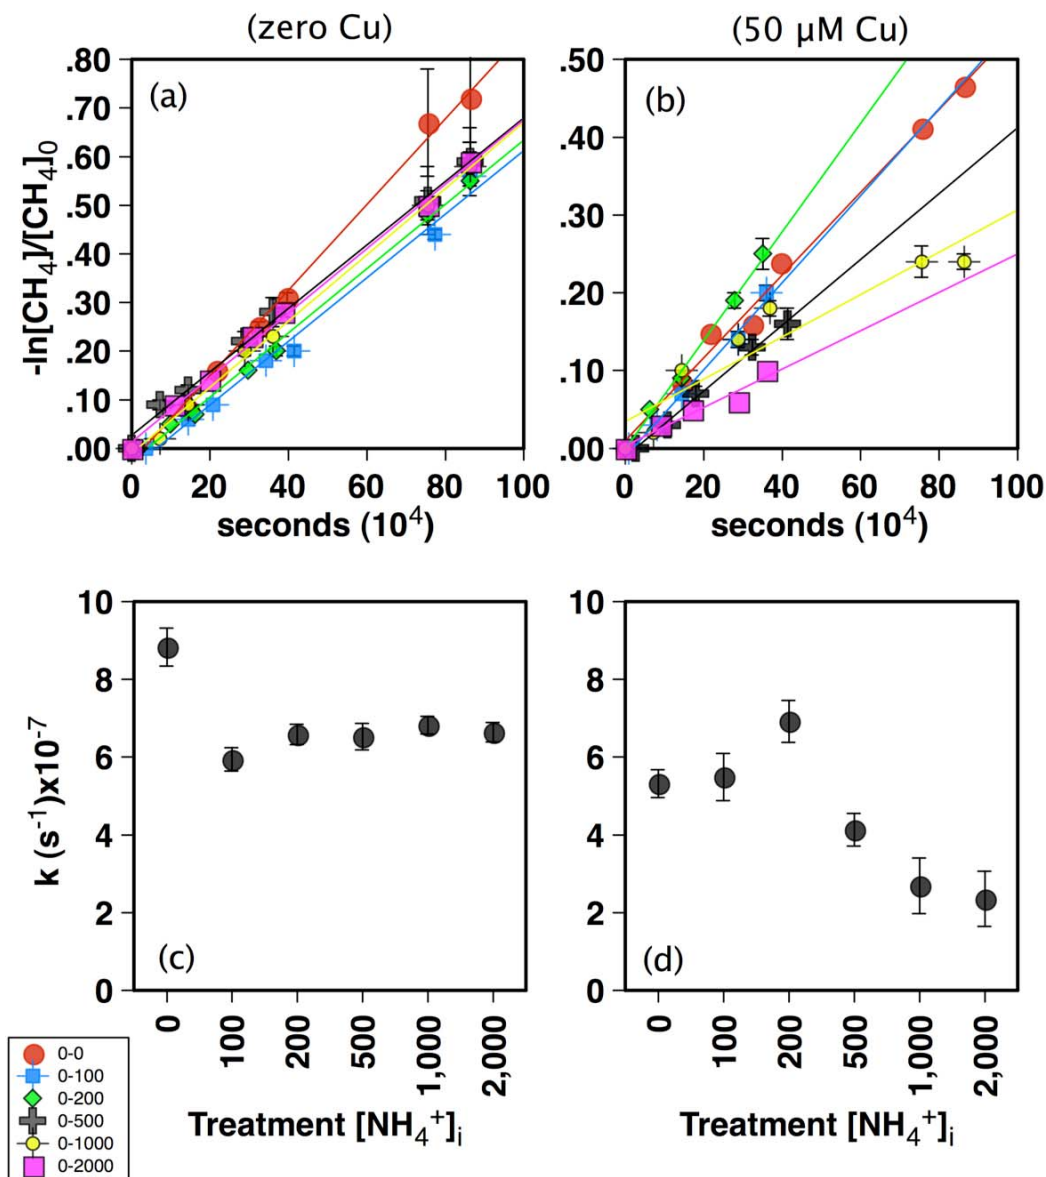 (zero Cu)
(50 µM Cu)
-ln[CH4]/[CH4]0
.80
.70
.60
.50
.40
.30
.20
.10
.00
(a)
0 20 40 60 80 100
seconds (10^4)
.50
.40
.30
.20
.10
.00
(b)
0 20 40 60 80 100
seconds (10^4)
k (s^-1)x10^-7
10
8
6
4
2
0
(c)
0 100 200 500 1,000 2,000
Treatment [NH4^+]i
10
8
6
4
2
0
(d)
0 100 200 500 1,000 2,000
Treatment [NH4^+]i
0-0
0-100
0-200
0-500
0-1000
0-2000